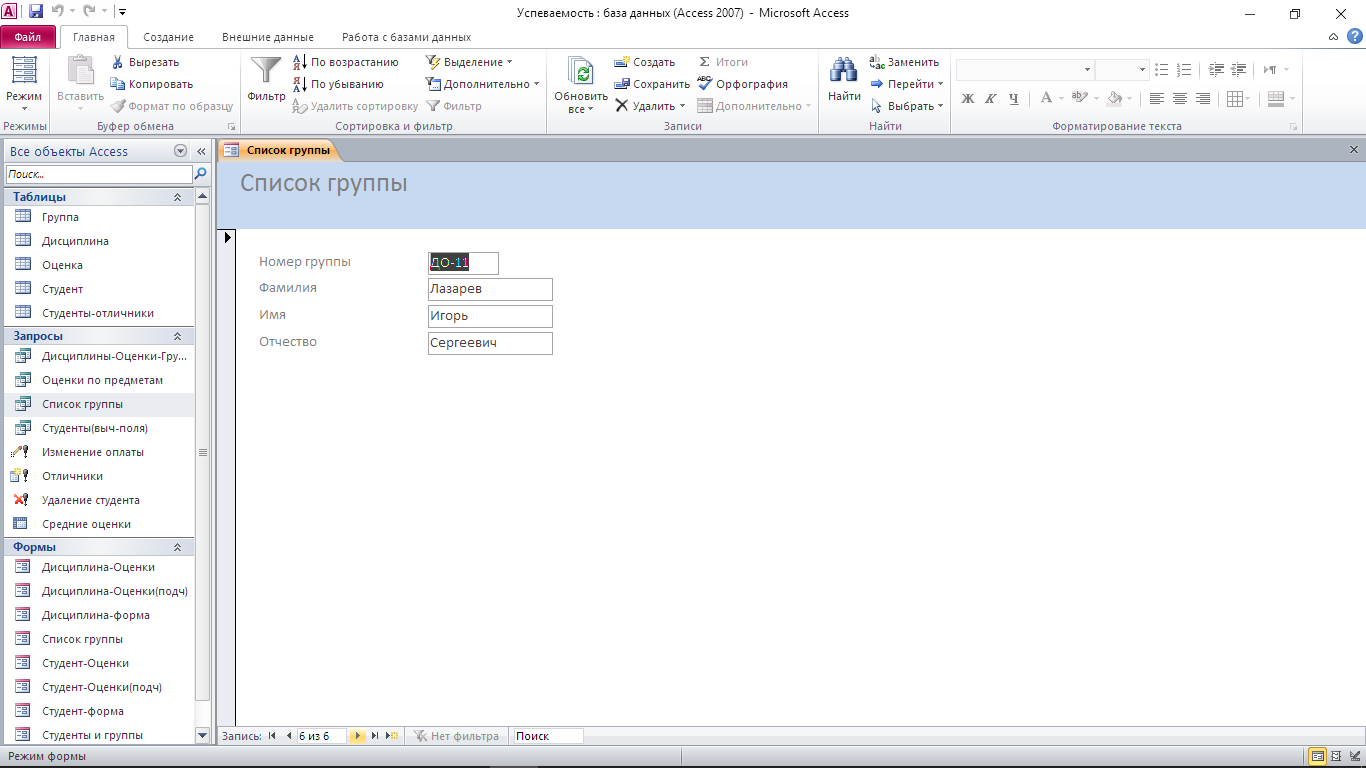 Успеваемость : база данных (Access 2007) - Microsoft Access
Файл
Главная
Создание
Внешние данные
Работа с базами данных
Режим
Режимы
Вставить
Вырезать
Копировать
Формат по образцу
Буфер обмена
Фильтр
По возрастанию
По убыванию
Удалить сортировку
Выделение
Дополнительно
Фильтр
Сортировка и фильтр
Обновить
все
Создать
Сохранить
Удалить
Итоги
Орфография
Дополнительно
Записи
Найти
Заменить
Перейти
Выбрать
Найти
Ж К Ч
Форматирование текста
Все объекты Access
Поиск...
Таблицы
Группа
Дисциплина
Оценка
Студент
Студенты-отличники
Запросы
Дисциплины-Оценки-Гру...
Оценки по предметам
Список группы
Студенты(выч-поля)
Изменение оплаты
Отличники
Удаление студента
Средние оценки
Формы
Дисциплина-Оценки
Дисциплина-Оценки(подч)
Дисциплина-форма
Список группы
Студент-Оценки
Студент-Оценки(подч)
Студент-форма
Студенты и группы
Список группы
Список группы
Номер группы ДО-11
Фамилия Лазарев
Имя Игорь
Отчество Сергеевич
Запись: 6 из 6 Нет фильтра Поиск
Режим формы